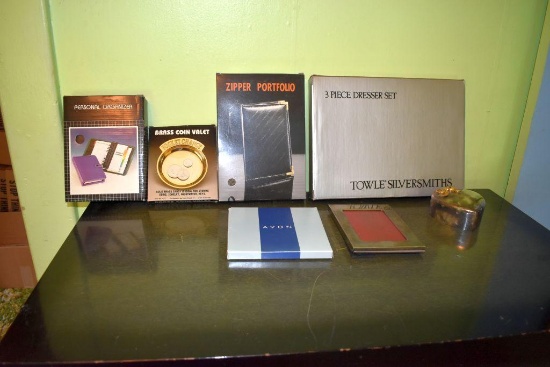 PERSONAL ORGANIZER
BRASS COIN VALET
ZIPPER PORTFOLIO
3 PIECE DRESSER SET
TOWLE SILVERSMITHS
AVON